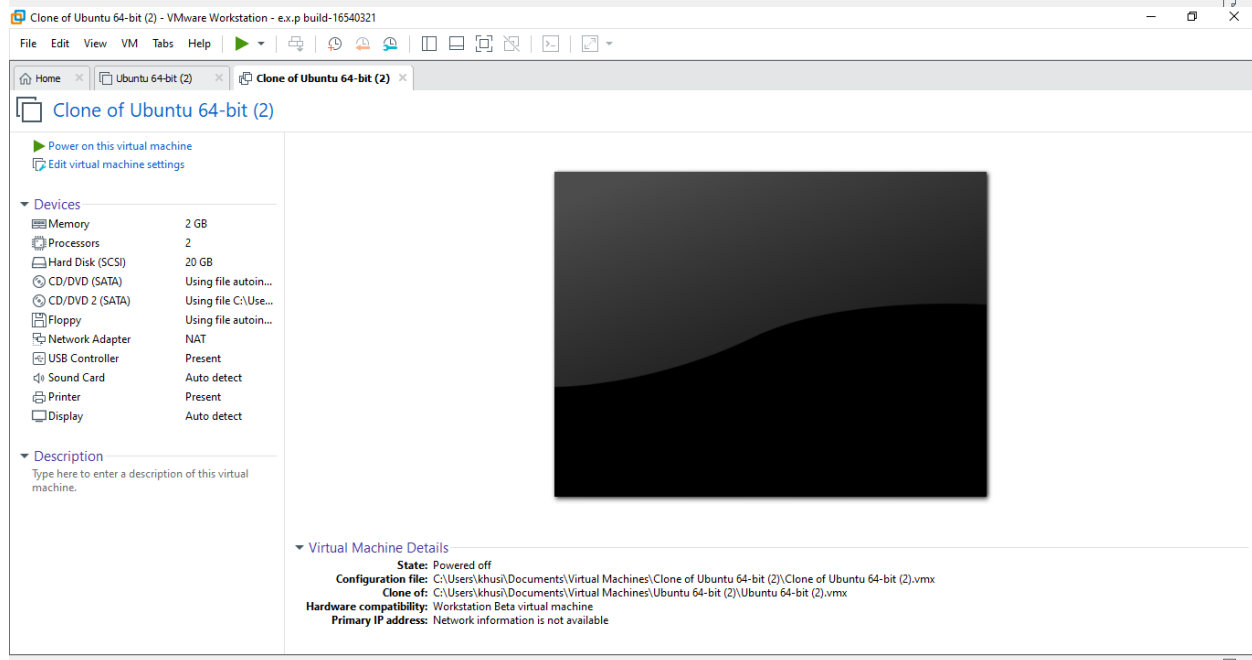 Clone of Ubuntu 64-bit (2) - VMware Workstation - e.x.p build-16540321
File Edit View VM Tabs Help
Home Ubuntu 64-bit (2) Clone of Ubuntu 64-bit (2)
Clone of Ubuntu 64-bit (2)
Power on this virtual machine
Edit virtual machine settings
Devices
Memory 2 GB
Processors 2
Hard Disk (SCSI) 20 GB
CD/DVD (SATA) Using file autoin...
CD/DVD 2 (SATA) Using file C:\Use...
Floppy Using file autoin...
Network Adapter NAT
USB Controller Present
Sound Card Auto detect
Printer Present
Display Auto detect
Description
Type here to enter a description of this virtual
machine.
Virtual Machine Details
State: Powered off
Configuration file: C:\Users\khusi\Documents\Virtual Machines\Clone of Ubuntu 64-bit (2)\Clone of Ubuntu 64-bit (2).vmx
Clone of: C:\Users\khusi\Documents\Virtual Machines\Ubuntu 64-bit (2)\Ubuntu 64-bit (2).vmx
Hardware compatibility: Workstation Beta virtual machine
Primary IP address: Network information is not available